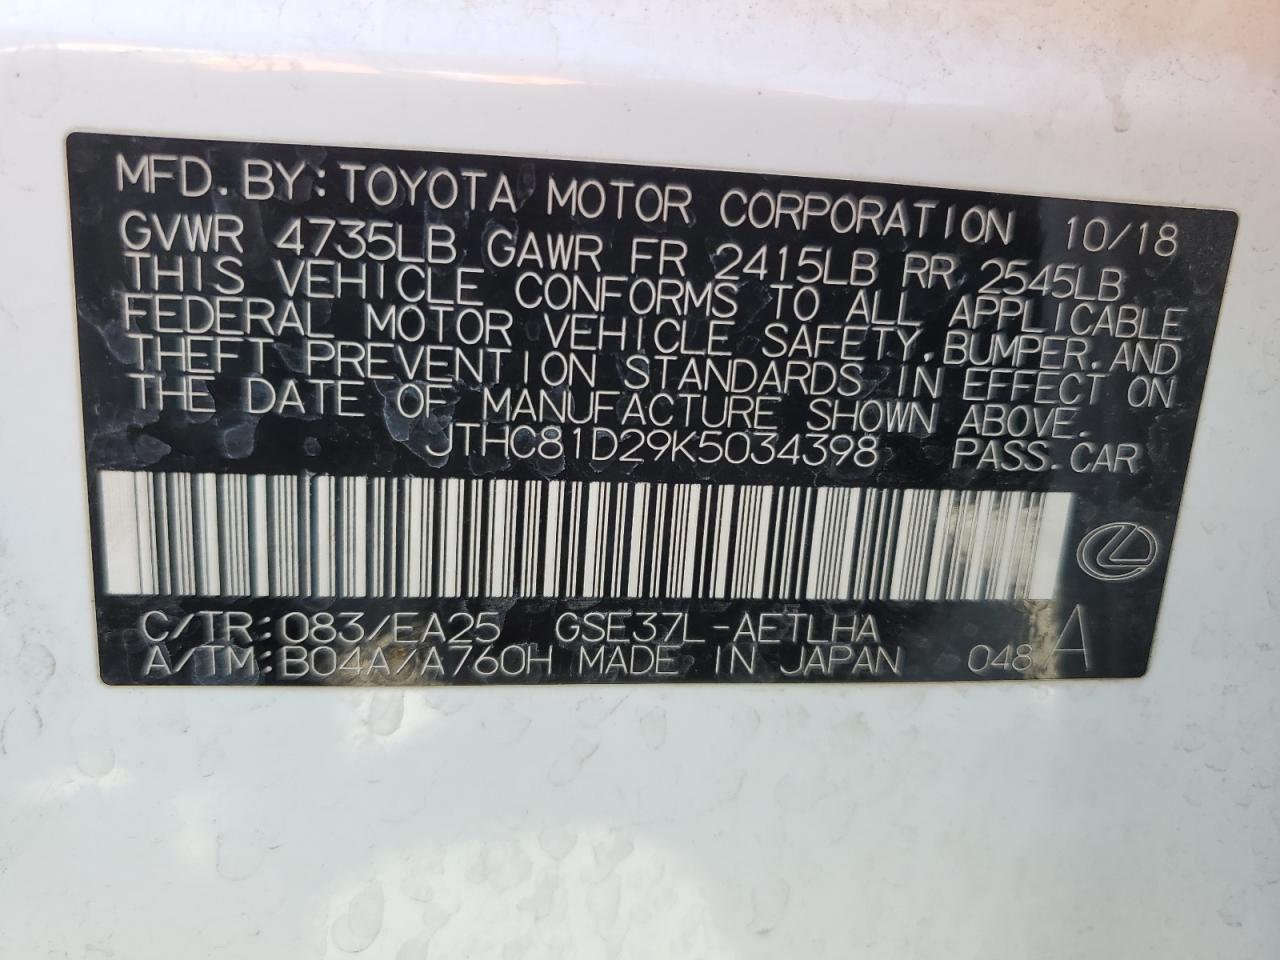 MFD. BY: TOYOTA MOTOR CORPORATION 10/18
GVWR 4735LB GAWR FR 2415LB RR 2545LB
THIS VEHICLE CONFORMS TO ALL APPLICABLE
FEDERAL MOTOR VEHICLE SAFETY, BUMPER, AND
THEFT PREVENTION STANDARDS IN EFFECT ON
THE DATE OF MANUFACTURE SHOWN ABOVE.
JTHC81D29K5034398 PASS. CAR
C/TR: 083/EA25 GSE37L-AETLHA
A/TM: B04A/A760H MADE IN JAPAN 048 A